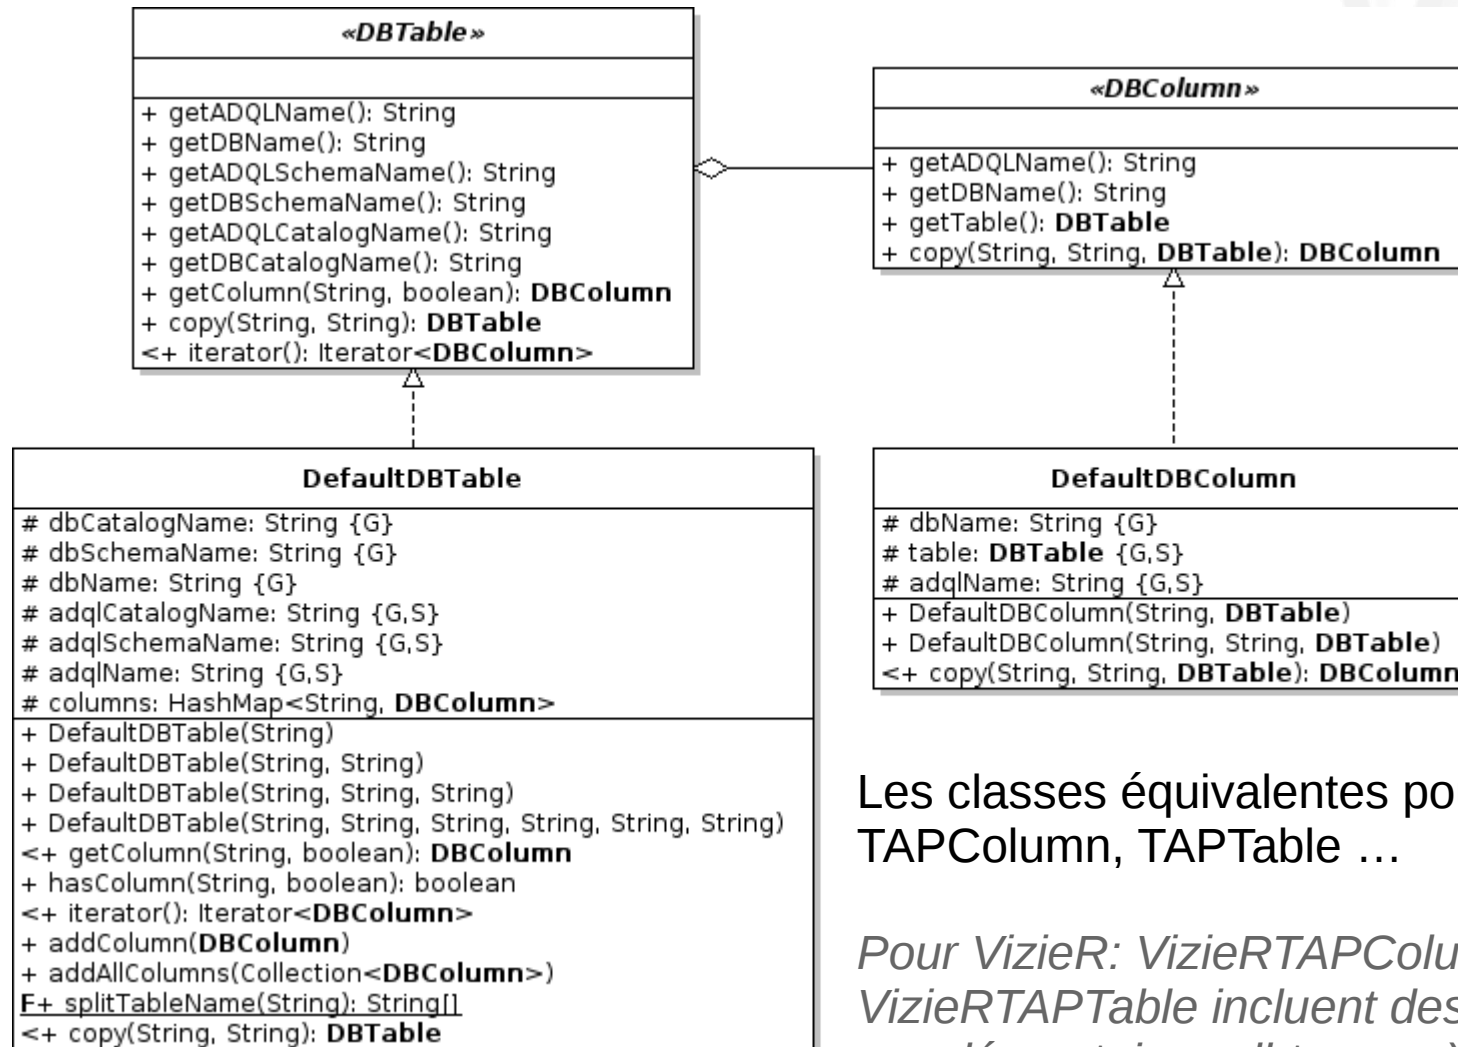 «DBTable»
+ getADQLName(): String
+ getDBName(): String
+ getADQLSchemaName(): String
+ getDBSchemaName(): String
+ getADQLCatalogName(): String
+ getDBCatalogName(): String
+ getColumn(String, boolean): DBColumn
+ copy(String, String): DBTable
<+ iterator(): Iterator<DBColumn>
«DBColumn»
+ getADQLName(): String
+ getDBName(): String
+ getTable(): DBTable
+ copy(String, String, DBTable): DBColumn
DefaultDBTable
# dbCatalogName: String {G}
# dbSchemaName: String {G}
# dbName: String {G}
# adqlCatalogName: String {G,S}
# adqlSchemaName: String {G,S}
# adqlName: String {G,S}
# columns: HashMap<String, DBColumn>
+ DefaultDBTable(String)
+ DefaultDBTable(String, String)
+ DefaultDBTable(String, String, String)
+ DefaultDBTable(String, String, String, String, String, String)
<+ getColumn(String, boolean): DBColumn
+ hasColumn(String, boolean): boolean
<+ iterator(): Iterator<DBColumn>
+ addColumn(DBColumn)
+ addAllColumns(Collection<DBColumn>)
F+ splitTableName(String): String[]
<+ copy(String, String): DBTable
DefaultDBColumn
# dbName: String {G}
# table: DBTable {G,S}
# adqlName: String {G,S}
+ DefaultDBColumn(String, DBTable)
+ DefaultDBColumn(String, String, DBTable)
<+ copy(String, String, DBTable): DBColumn
Les classes équivalentes po
TAPColumn, TAPTable …
Pour VizieR: VizieRTAPColu
VizieRTAPTable incluent des